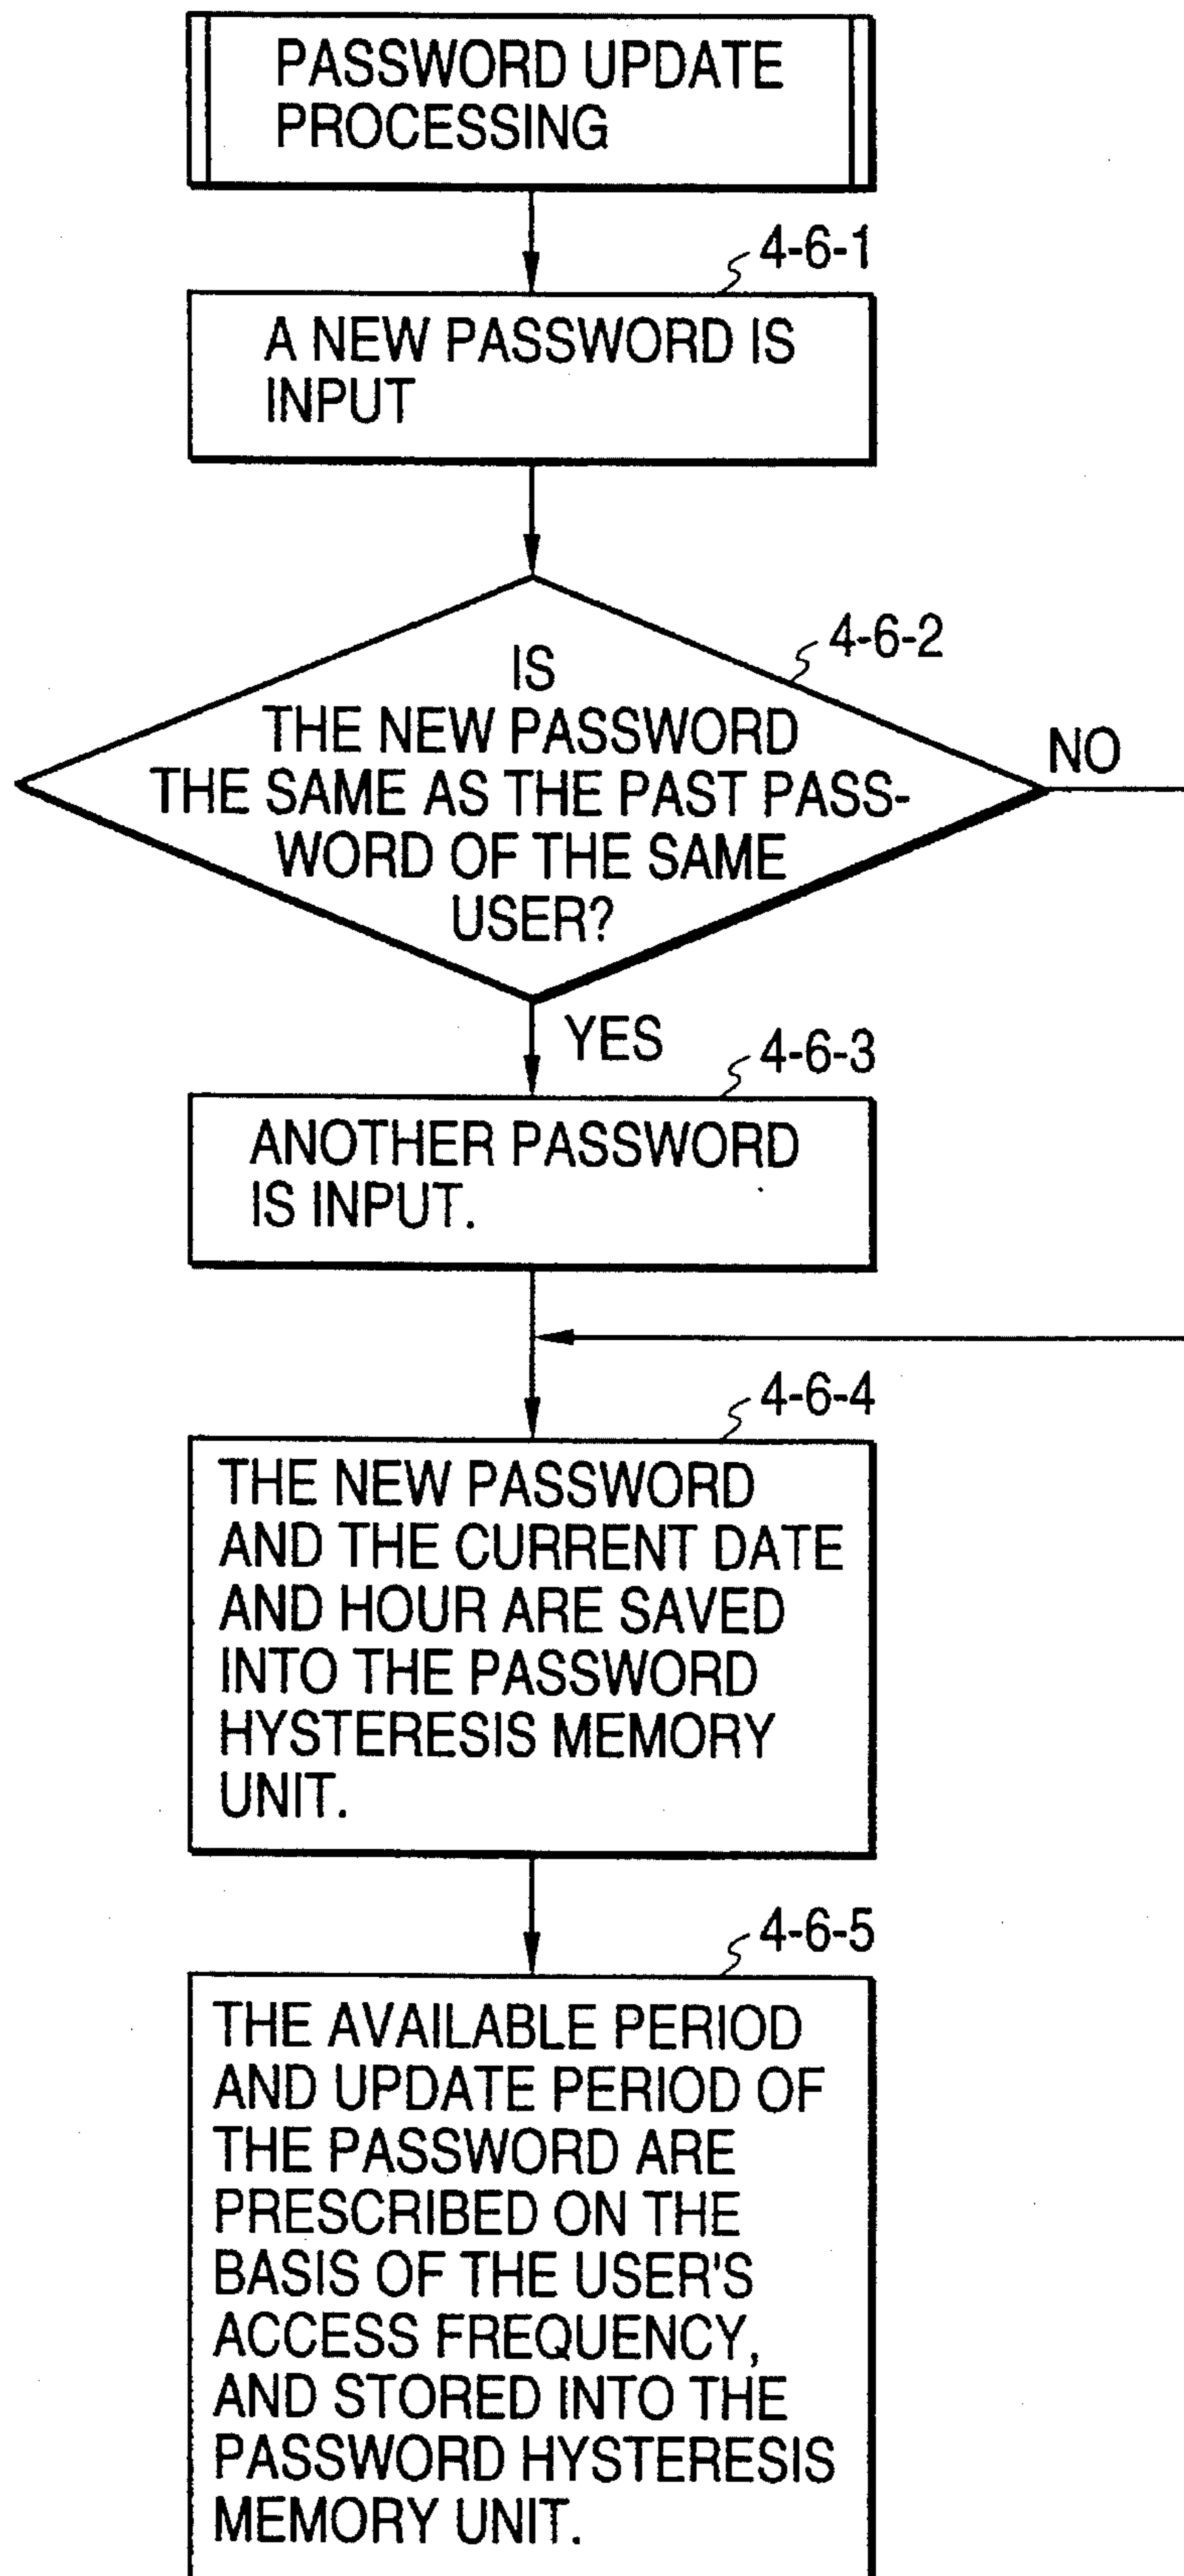 PASSWORD UPDATE
PROCESSING
4-6-1
A NEW PASSWORD IS
INPUT
4-6-2
IS
THE NEW PASSWORD
THE SAME AS THE PAST PASS-
WORD OF THE SAME
USER?
NO
YES
4-6-3
ANOTHER PASSWORD
IS INPUT.
4-6-4
THE NEW PASSWORD
AND THE CURRENT DATE
AND HOUR ARE SAVED
INTO THE PASSWORD
HYSTERESIS MEMORY
UNIT.
4-6-5
THE AVAILABLE PERIOD
AND UPDATE PERIOD OF
THE PASSWORD ARE
PRESCRIBED ON THE
BASIS OF THE USER'S
ACCESS FREQUENCY,
AND STORED INTO THE
PASSWORD HYSTERESIS
MEMORY UNIT.